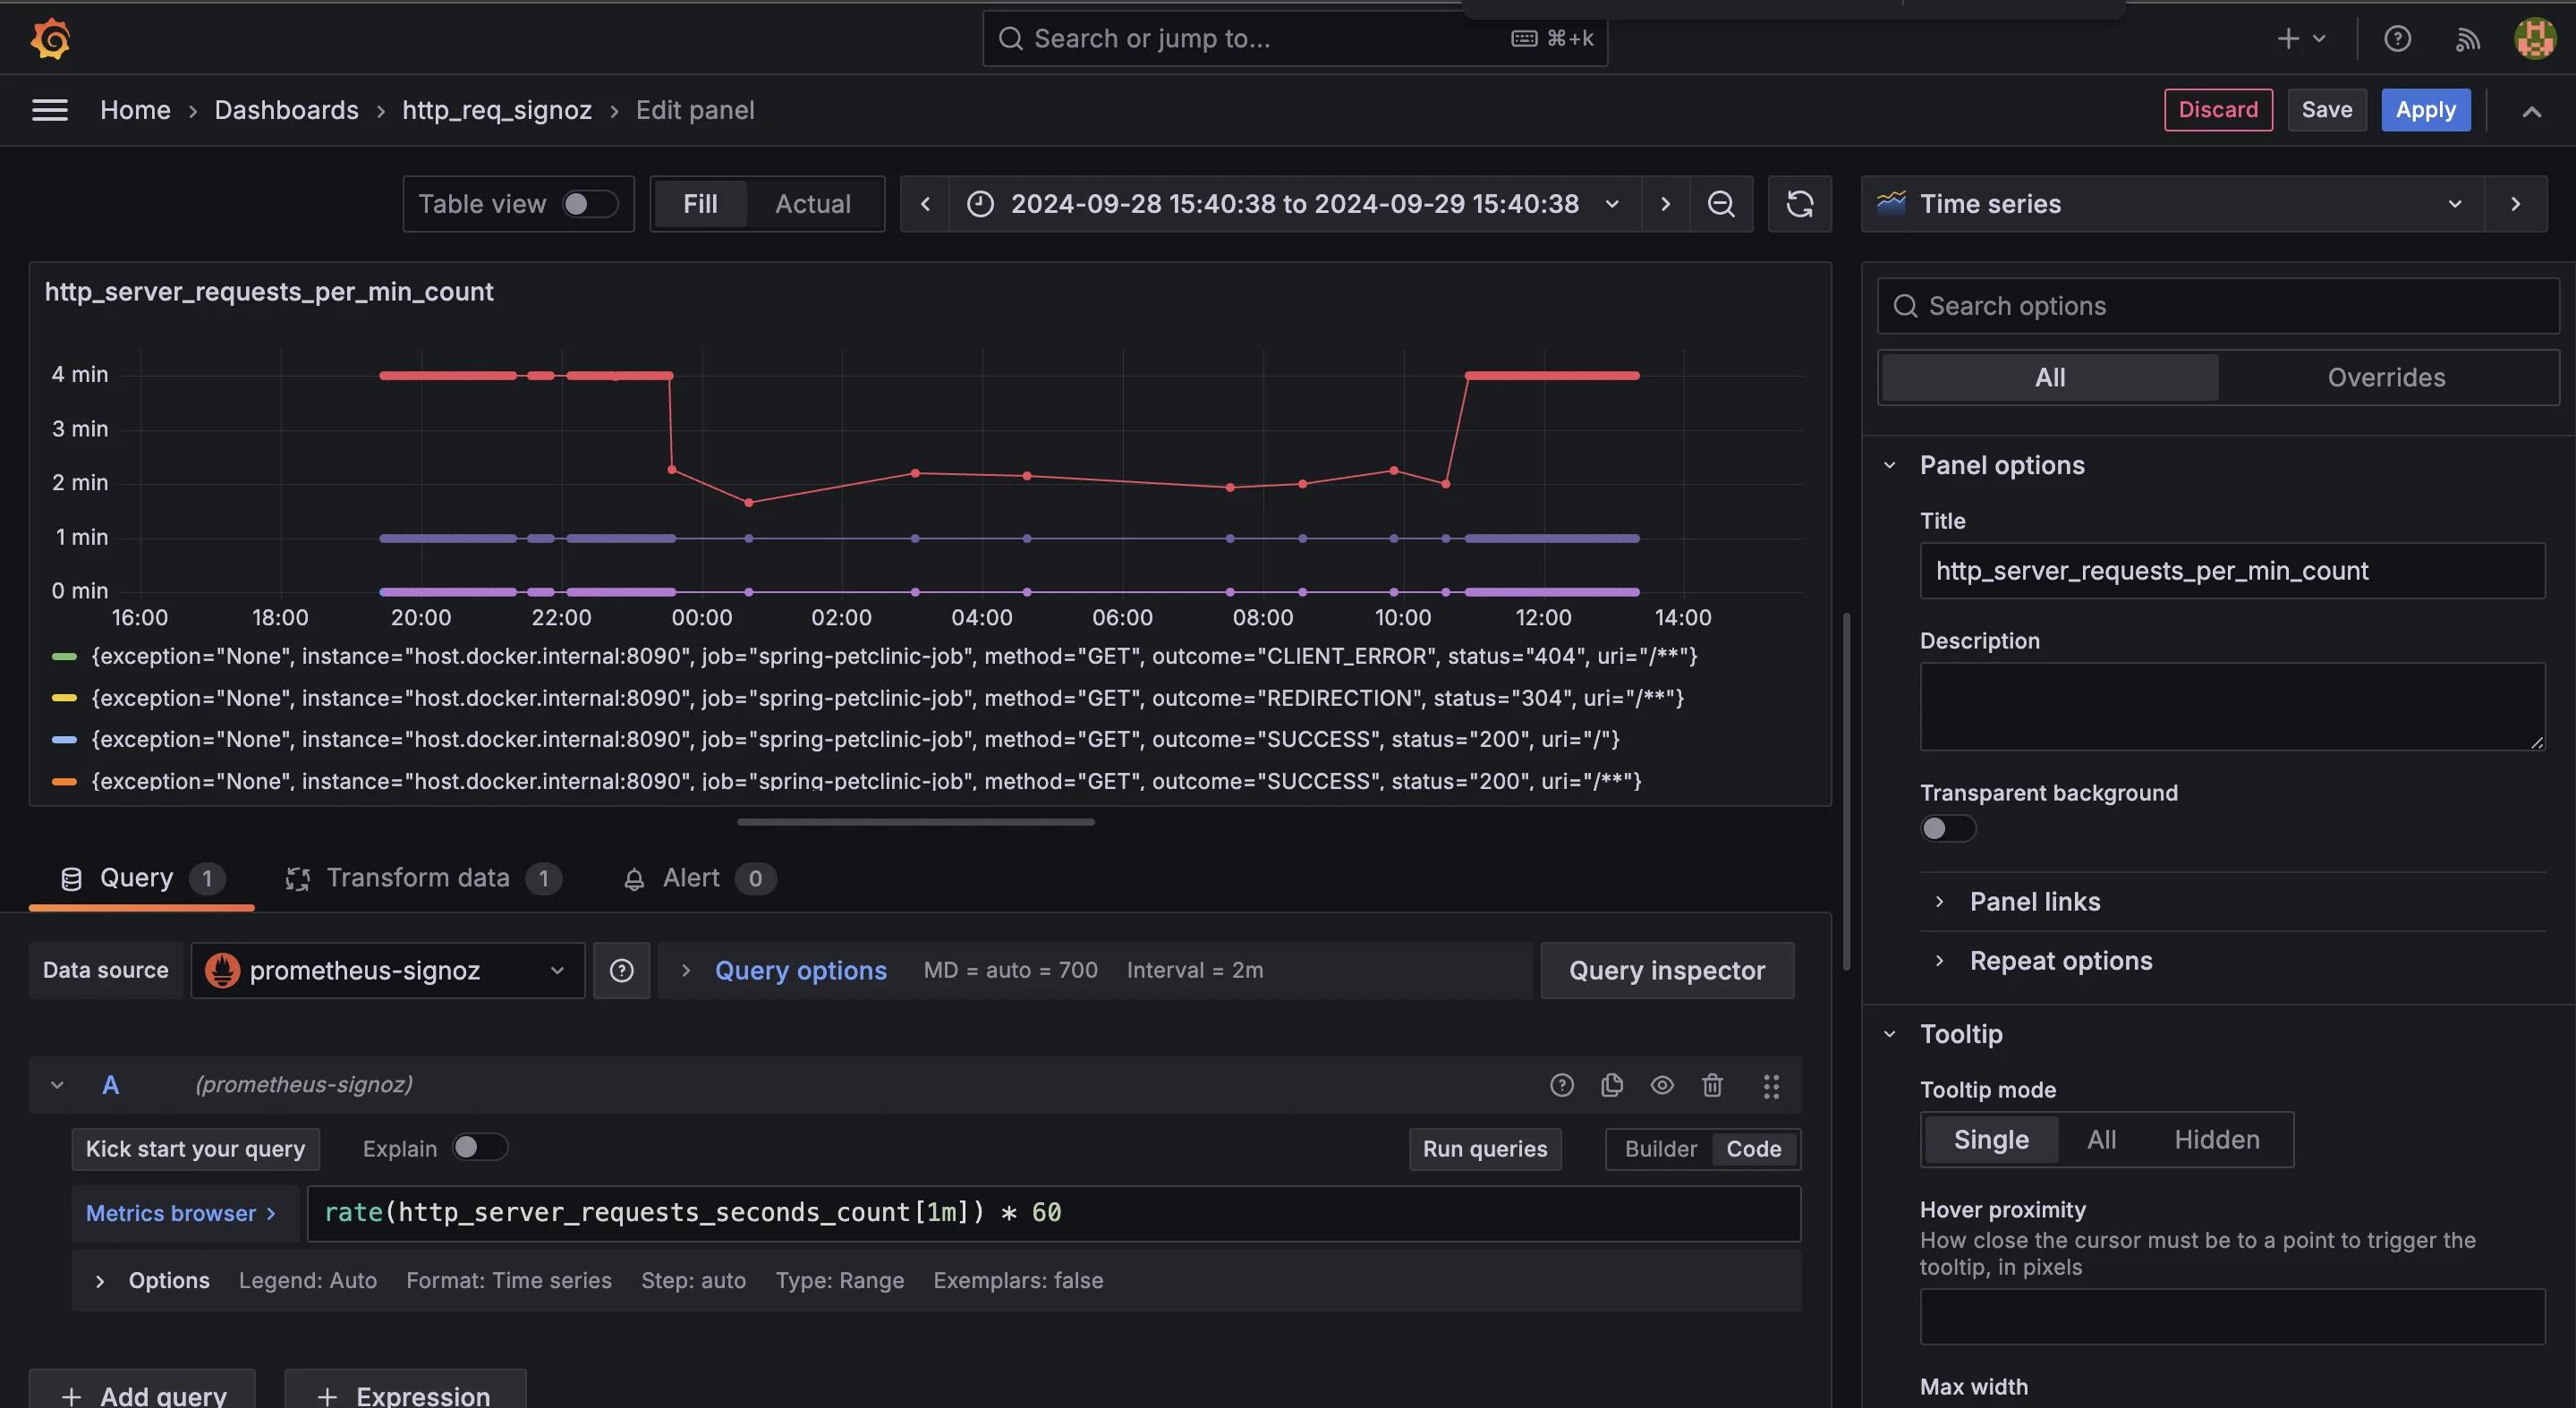 Search or jump to... ⌘+k
Home › Dashboards › http_req_signoz › Edit panel
Discard Save Apply
Table view Fill Actual 2024-09-28 15:40:38 to 2024-09-29 15:40:38 Time series
http_server_requests_per_min_count
4 min
3 min
2 min
1 min
0 min
16:00 18:00 20:00 22:00 00:00 02:00 04:00 06:00 08:00 10:00 12:00 14:00
{exception="None", instance="host.docker.internal:8090", job="spring-petclinic-job", method="GET", outcome="CLIENT_ERROR", status="404", uri="/**"}
{exception="None", instance="host.docker.internal:8090", job="spring-petclinic-job", method="GET", outcome="REDIRECTION", status="304", uri="/**"}
{exception="None", instance="host.docker.internal:8090", job="spring-petclinic-job", method="GET", outcome="SUCCESS", status="200", uri="/"}
{exception="None", instance="host.docker.internal:8090", job="spring-petclinic-job", method="GET", outcome="SUCCESS", status="200", uri="/**"}
Query 1 Transform data 1 Alert 0
Data source prometheus-signoz Query options MD = auto = 700 Interval = 2m Query inspector
A (prometheus-signoz)
Kick start your query Explain Run queries Builder Code
Metrics browser > rate(http_server_requests_seconds_count[1m]) * 60
Options Legend: Auto Format: Time series Step: auto Type: Range Exemplars: false
+ Add query + Expression
Search options
All Overrides
Panel options
Title
http_server_requests_per_min_count
Description
Transparent background
Panel links
Repeat options
Tooltip
Tooltip mode
Single All Hidden
Hover proximity
How close the cursor must be to a point to trigger the
tooltip, in pixels
Max width